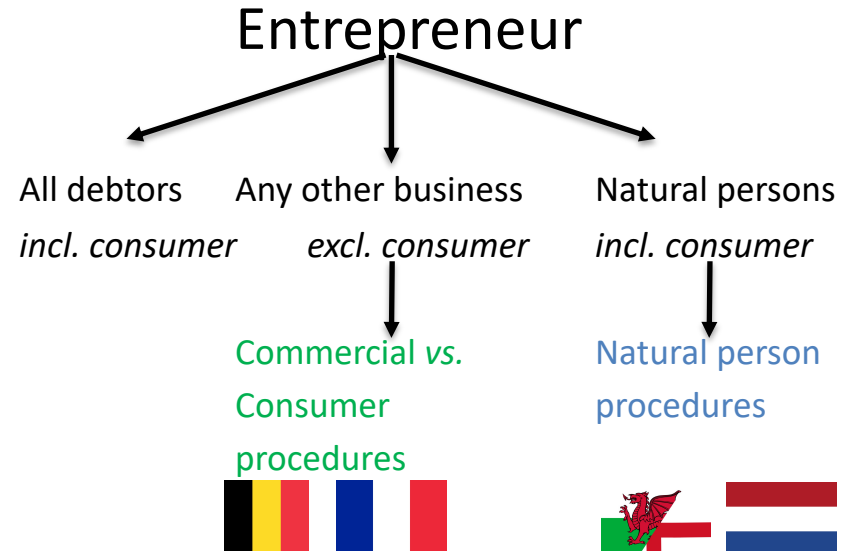 Entrepreneur
All debtors
incl. consumer
Any other business
excl. consumer
Natural persons
incl. consumer
Commercial vs.
Consumer
procedures
Natural person
procedures